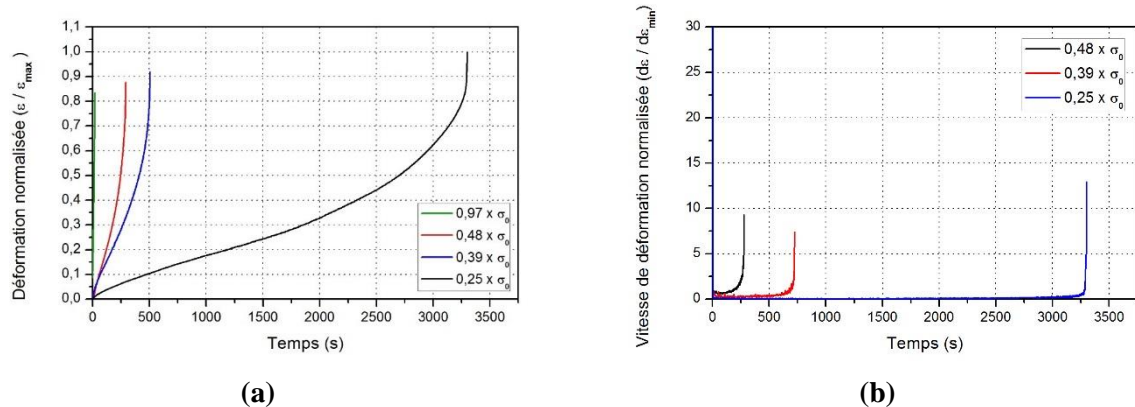 Déformation normalisée (ε / ε_max)
1,1
1,0
0,9
0,8
0,7
0,6
0,5
0,4
0,3
0,2
0,1
0,0
0 500 1000 1500 2000 2500 3000 3500
Temps (s)
0,97 x σ₀
0,48 x σ₀
0,39 x σ₀
0,25 x σ₀
(a)
Vitesse de déformation normalisée (dε / dε_min)
30
25
20
15
10
5
0
0 500 1000 1500 2000 2500 3000 3500
Temps (s)
0,48 x σ₀
0,39 x σ₀
0,25 x σ₀
(b)